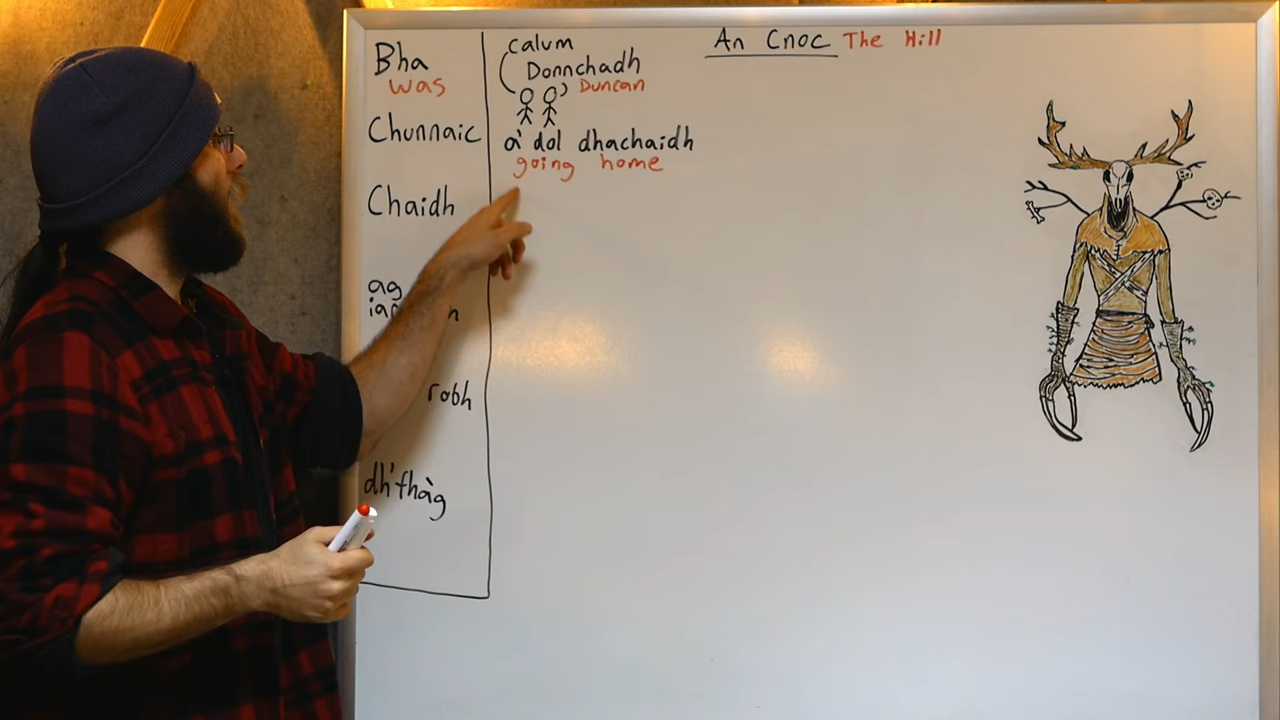 Bha
was
Chunnaic
Chaidh
ag
robh
dh'fhàg
Calum
Donnchadh
Duncan
a' dol dhachaidh
going home
An Cnoc The Hill